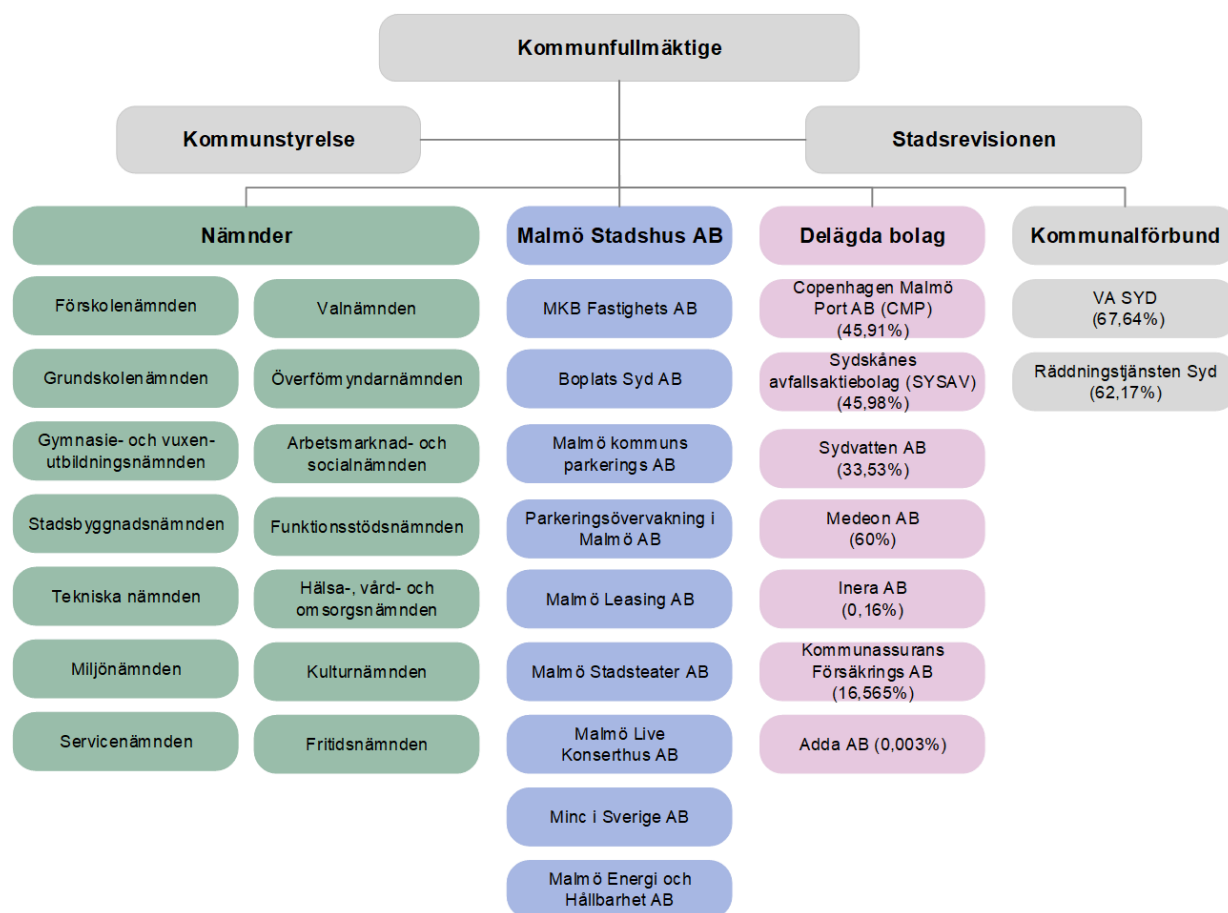 Kommunfullmäktige
Kommunstyrelse
Stadsrevisionen
Nämnder
Förskolenämnden
Valnämnden
Grundskolenämnden
Överförmyndarnämnden
Gymnasie- och vuxen-
utbildningsnämnden
Arbetsmarknad- och
socialnämnden
Stadsbyggnadsnämnden
Funktionsstödsnämnden
Tekniska nämnden
Hälsa-, vård- och
omsorgsnämnden
Miljönämnden
Kulturnämnden
Servicenämnden
Fritidsnämnden
Malmö Stadshus AB
MKB Fastighets AB
Boplats Syd AB
Malmö kommuns
parkerings AB
Parkeringsövervakning i
Malmö AB
Malmö Leasing AB
Malmö Stadsteater AB
Malmö Live
Konserthus AB
Minc i Sverige AB
Malmö Energi och
Hållbarhet AB
Delägda bolag
Copenhagen Malmö
Port AB (CMP)
(45,91%)
Sydskånes
avfallsaktiebolag (SYSAV)
(45,98%)
Sydvatten AB
(33,53%)
Medeon AB
(60%)
Inera AB
(0,16%)
Kommunassurans
Försäkrings AB
(16,565%)
Adda AB (0,003%)
Kommunalförbund
VA SYD
(67,64%)
Räddningstjänsten Syd
(62,17%)